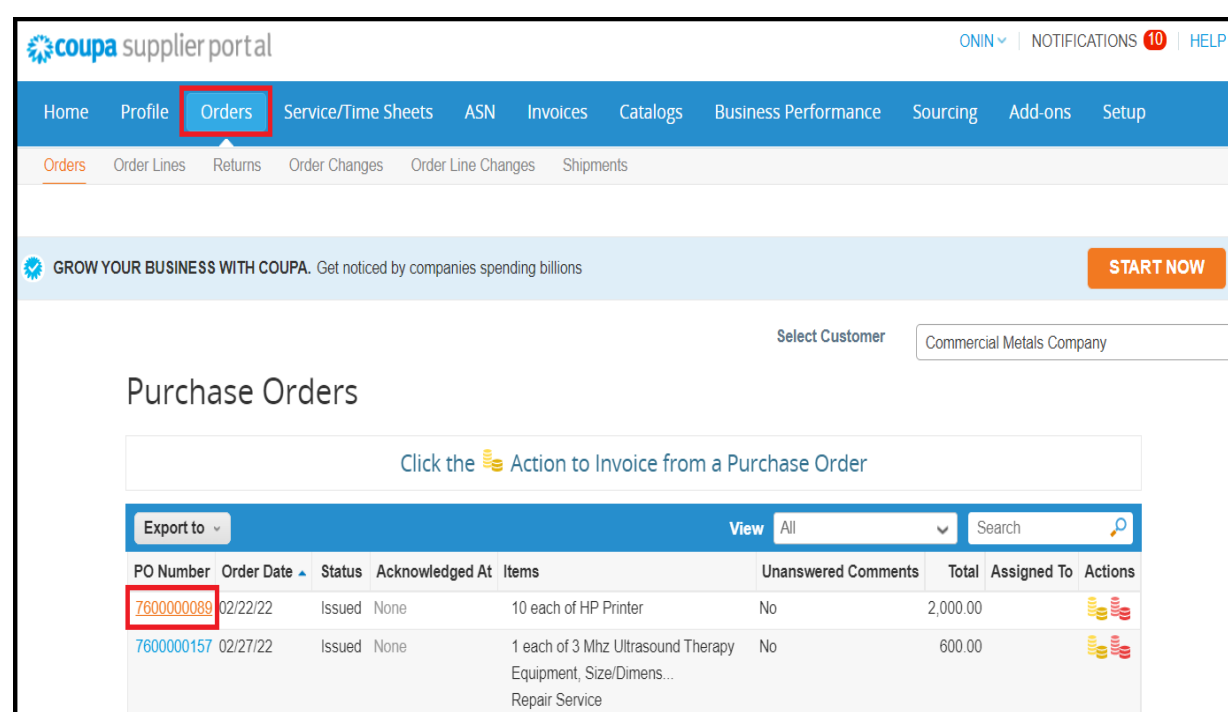 coupa supplier portal
ONIN NOTIFICATIONS 10 HELP
Home Profile Orders Service/Time Sheets ASN Invoices Catalogs Business Performance Sourcing Add-ons Setup
Orders Order Lines Returns Order Changes Order Line Changes Shipments
GROW YOUR BUSINESS WITH COUPA. Get noticed by companies spending billions START NOW
Select Customer Commercial Metals Company
Purchase Orders
Click the Action to Invoice from a Purchase Order
Export to View All Search
PO Number Order Date Status Acknowledged At Items Unanswered Comments Total Assigned To Actions
7600000089 02/22/22 Issued None 10 each of HP Printer No 2,000.00
7600000157 02/27/22 Issued None 1 each of 3 Mhz Ultrasound Therapy No 600.00
Equipment, Size/Dimens...
Repair Service